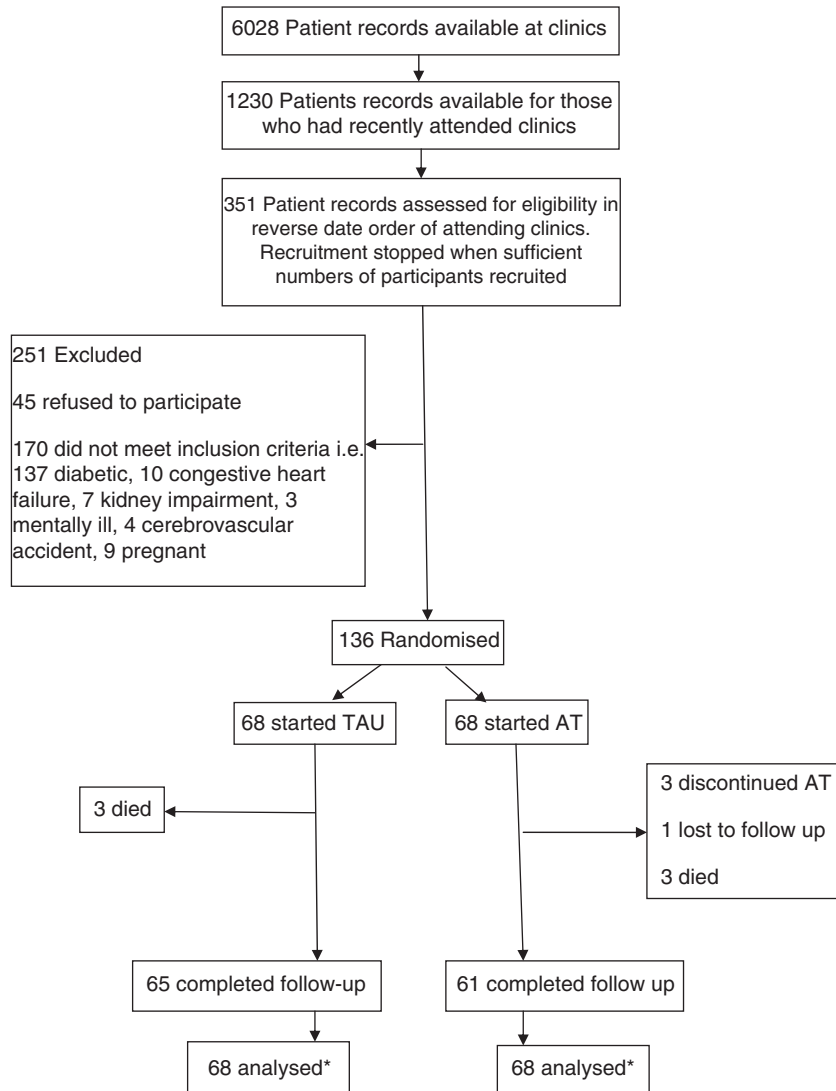 6028 Patient records available at clinics
1230 Patients records available for those
who had recently attended clinics
351 Patient records assessed for eligibility in
reverse date order of attending clinics.
Recruitment stopped when sufficient
numbers of participants recruited
251 Excluded
45 refused to participate
170 did not meet inclusion criteria i.e.
137 diabetic, 10 congestive heart
failure, 7 kidney impairment, 3
mentally ill, 4 cerebrovascular
accident, 9 pregnant
136 Randomised
68 started TAU
68 started AT
3 died
3 discontinued AT
1 lost to follow up
3 died
65 completed follow-up
61 completed follow up
68 analysed*
68 analysed*